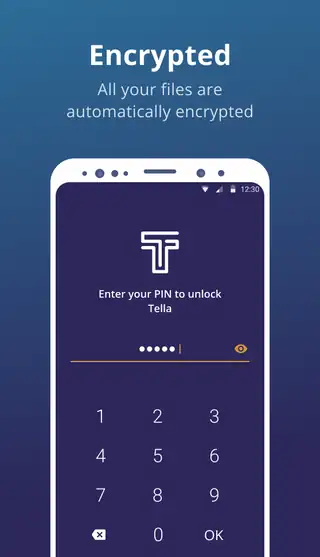 Encrypted
All your files are
automatically encrypted
12:30
Enter your PIN to unlock
Tella
1 2 3
4 5 6
7 8 9
0 OK